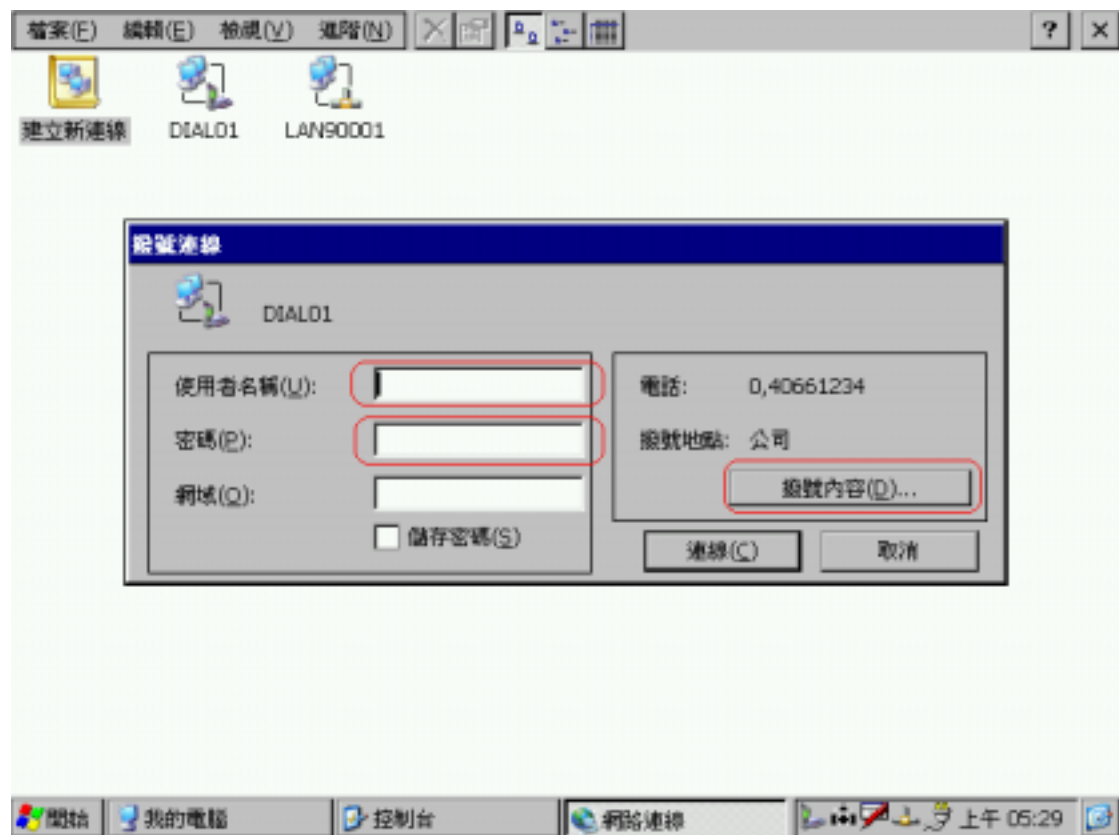 檔案(F) 編輯(E) 檢視(V) 進階(N) ?
建立新連線 DIAL01 LAN90001
撥號連線
DIAL01
使用者名稱(U):
密碼(P):
網域(O):
儲存密碼(S)
電話: 0,40661234
撥號地點: 公司
撥號內容(D)...
連線(C) 取消
開始 我的電腦 控制台 網路連線 上午 05:29